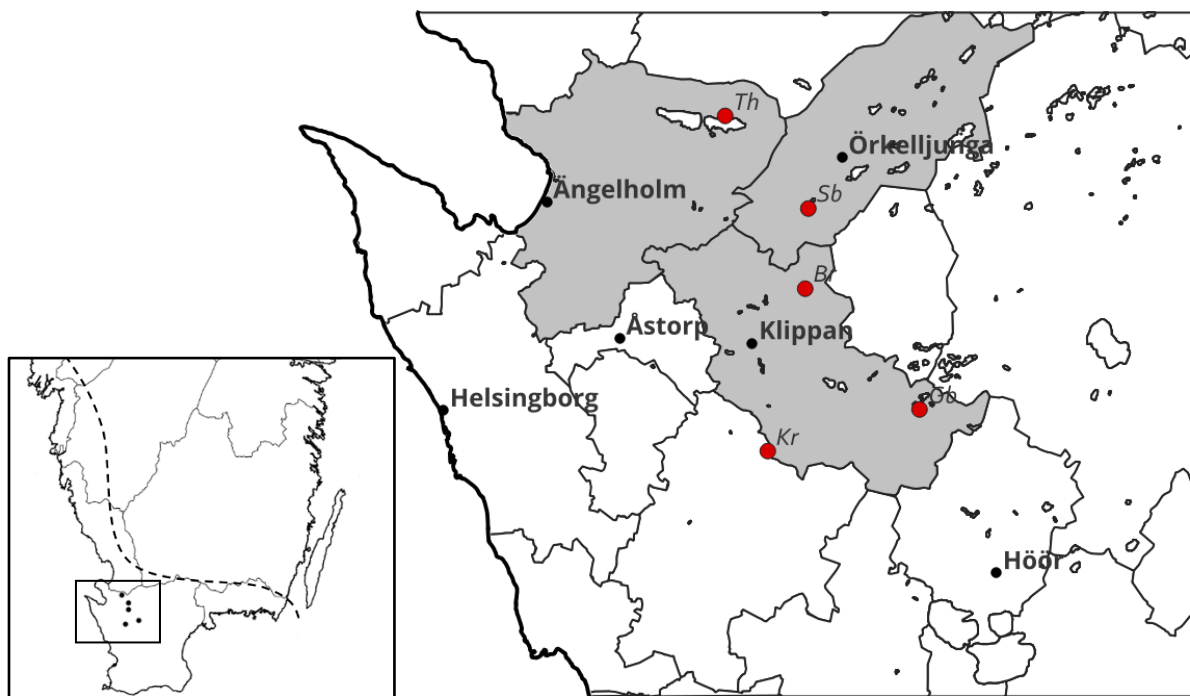 Th
Örkelljunga
Sb
Ängelholm
Br
Åstorp
Klippan
Helsingborg
Gb
Kr
Höör